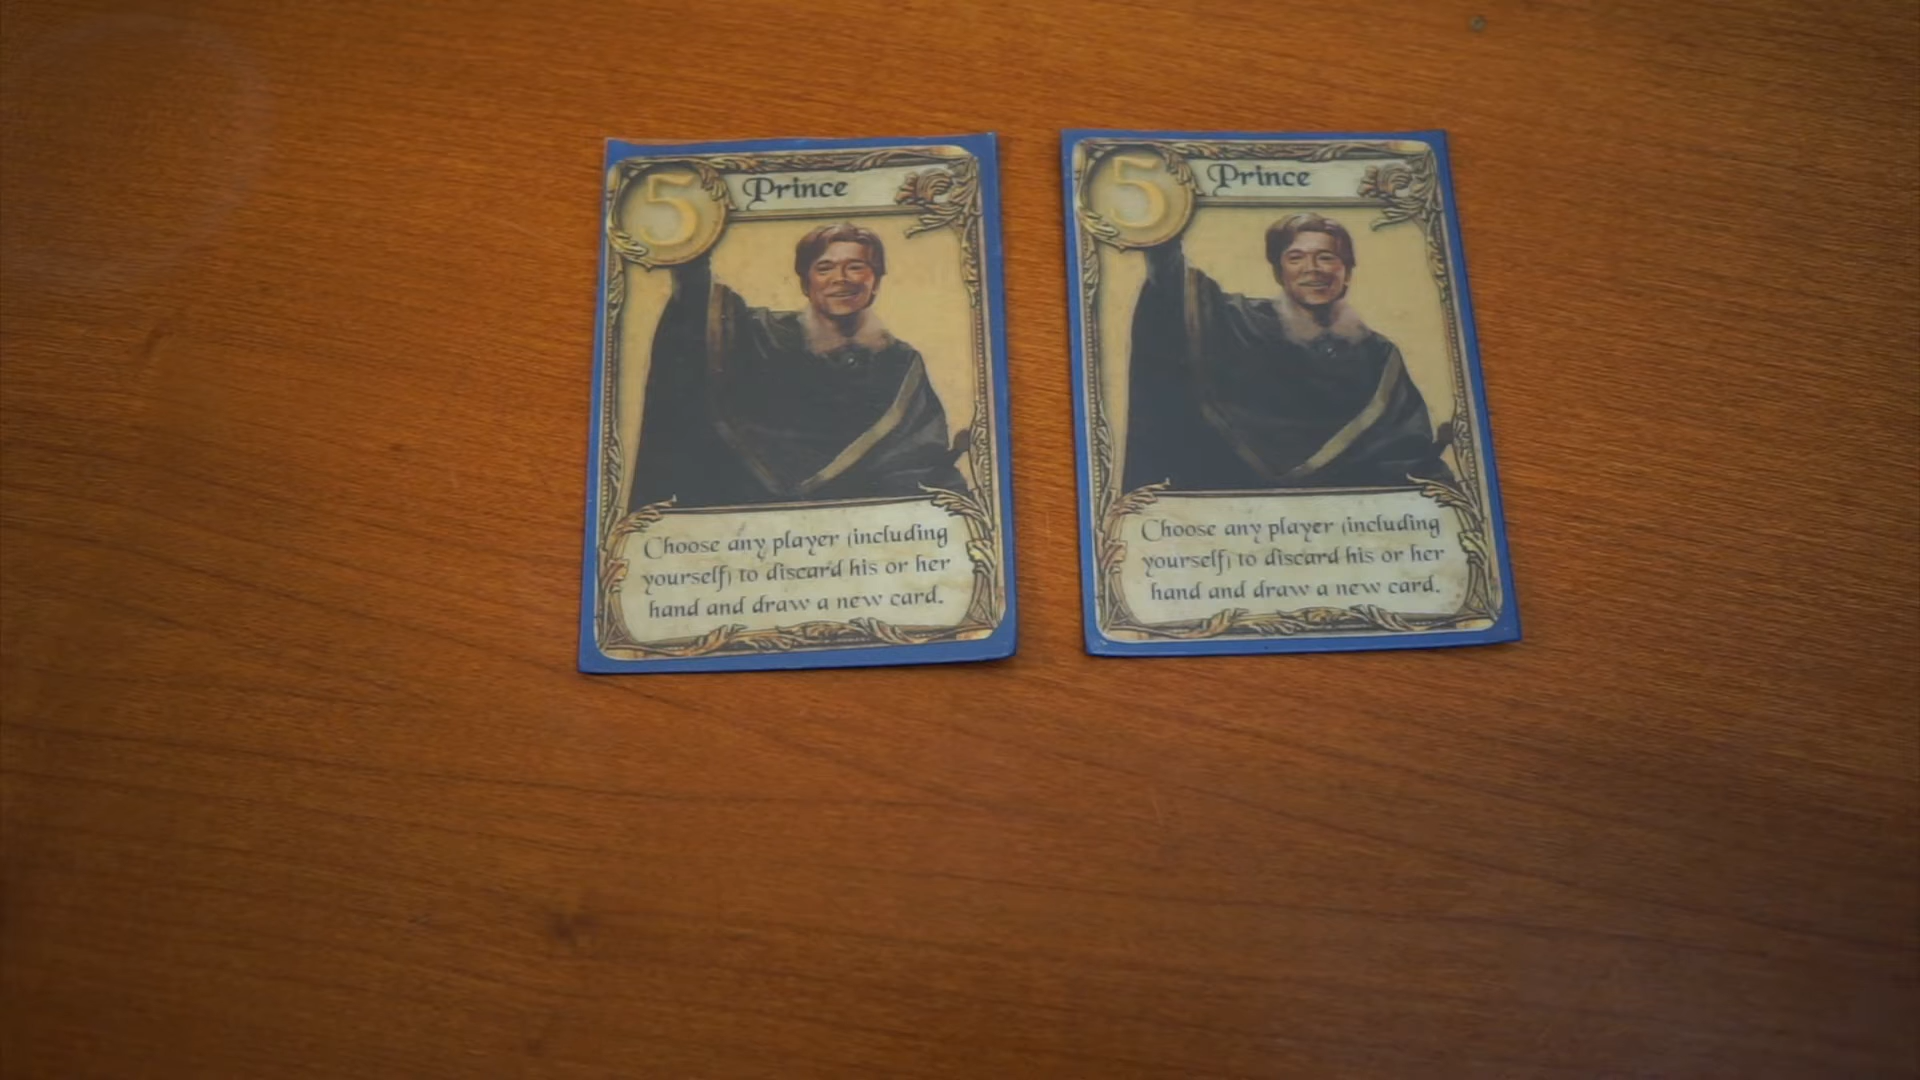 5 Prince
Choose any player (including
yourself) to discard his or her
hand and draw a new card.
5 Prince
Choose any player (including
yourself) to discard his or her
hand and draw a new card.